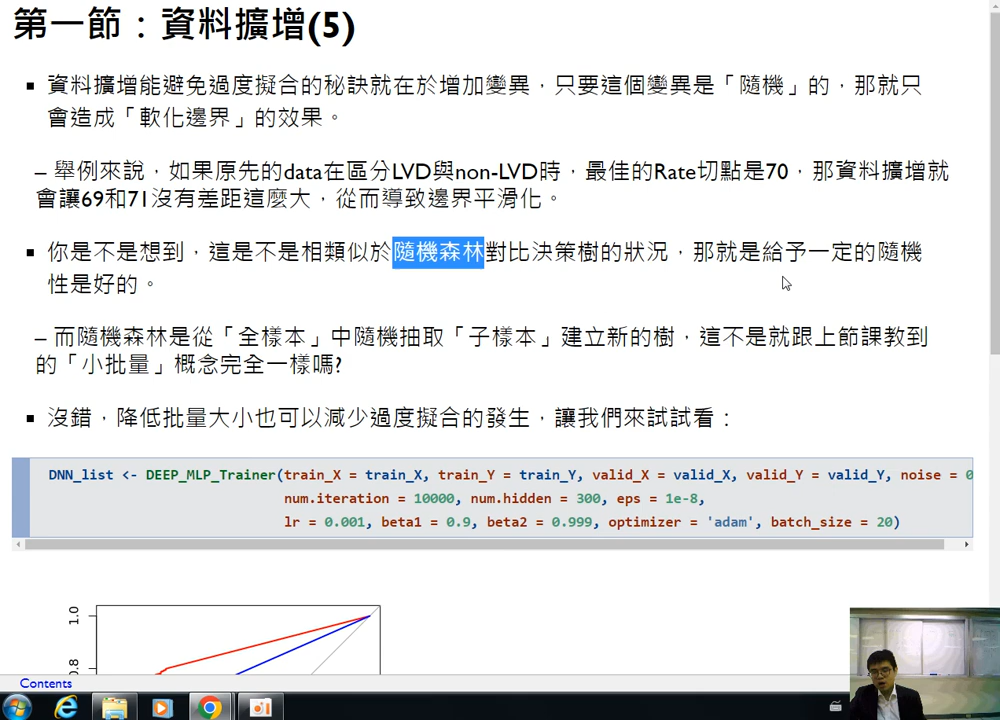 第一節：資料擴增(5)
資料擴增能避免過度擬合的秘訣就在於增加變異，只要這個變異是「隨機」的，那就只
會造成「軟化邊界」的效果。
– 舉例來說，如果原先的data在區分LVD與non-LVD時，最佳的Rate切點是70，那資料擴增就
會讓69和71沒有差距這麼大，從而導致邊界平滑化。
你是不是想到，這是不是相類似於隨機森林對比決策樹的狀況，那就是給予一定的隨機
性是好的。
– 而隨機森林是從「全樣本」中隨機抽取「子樣本」建立新的樹，這不是就跟上節課教到
的「小批量」概念完全一樣嗎?
沒錯，降低批量大小也可以減少過度擬合的發生，讓我們來試試看：
DNN_list <- DEEP_MLP_Trainer(train_X = train_X, train_Y = train_Y, valid_X = valid_X, valid_Y = valid_Y, noise = 0
num.iteration = 10000, num.hidden = 300, eps = 1e-8,
lr = 0.001, beta1 = 0.9, beta2 = 0.999, optimizer = 'adam', batch_size = 20)
1.0
0.8
Contents